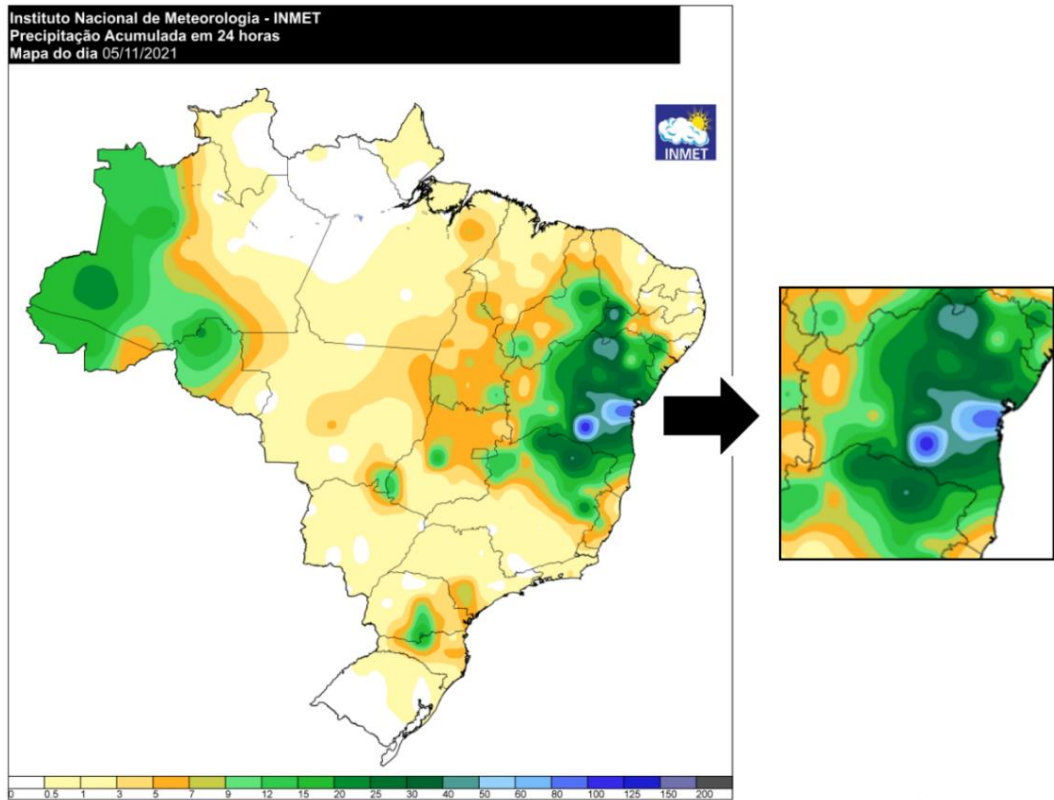 Instituto Nacional de Meteorologia - INMET
Precipitação Acumulada em 24 horas
Mapa do dia 05/11/2021
INMET
0 0.5 1 3 5 7 9 12 15 20 25 30 40 50 60 80 100 125 150 200